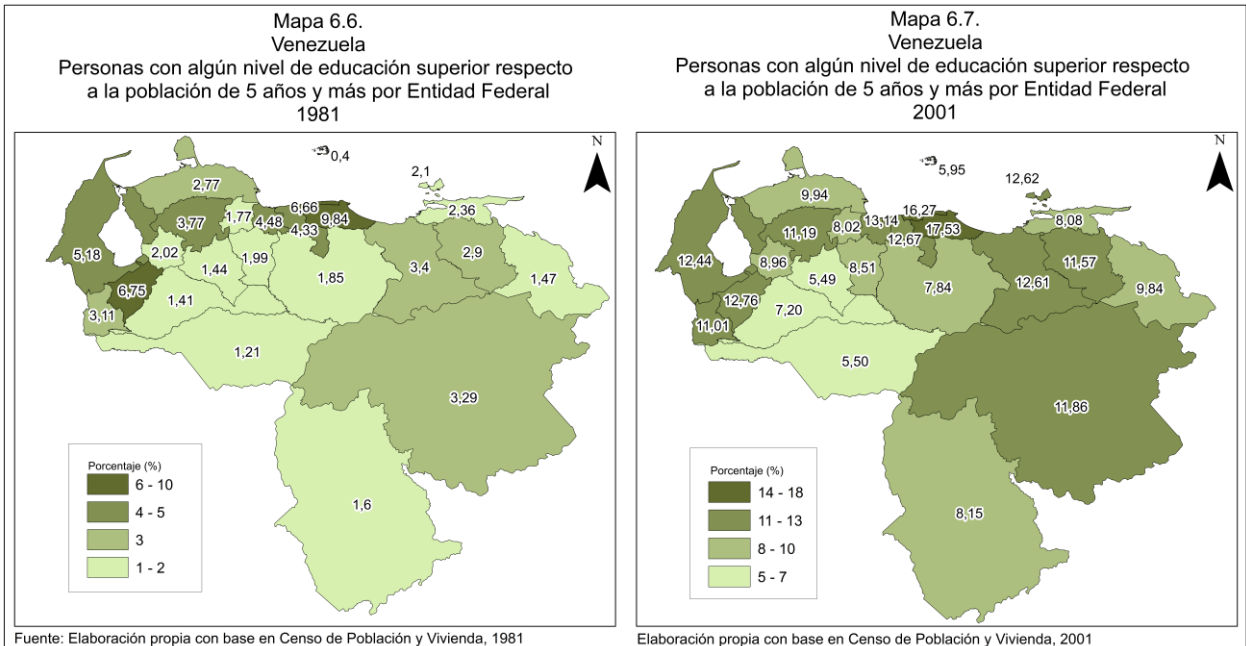 Mapa 6.6.
Venezuela
Personas con algún nivel de educación superior respecto
a la población de 5 años y más por Entidad Federal
1981
N
0,4
2,1
2,77
6,66
1,77
9,84
2,36
3,77
4,48
4,33
2,02
2,9
5,18
1,99
1,44
1,85
3,4
1,47
6,75
1,41
3,11
1,21
3,29
1,6
Porcentaje (%)
6 - 10
4 - 5
3
1 - 2
Fuente: Elaboración propia con base en Censo de Población y Vivienda, 1981
Mapa 6.7.
Venezuela
Personas con algún nivel de educación superior respecto
a la población de 5 años y más por Entidad Federal
2001
N
5,95
12,62
9,94
16,27
13,14
8,02
17,53
8,08
11,19
12,67
12,44
8,96
8,51
11,57
5,49
7,84
12,61
9,84
12,76
7,20
11,01
5,50
11,86
8,15
Porcentaje (%)
14 - 18
11 - 13
8 - 10
5 - 7
Elaboración propia con base en Censo de Población y Vivienda, 2001